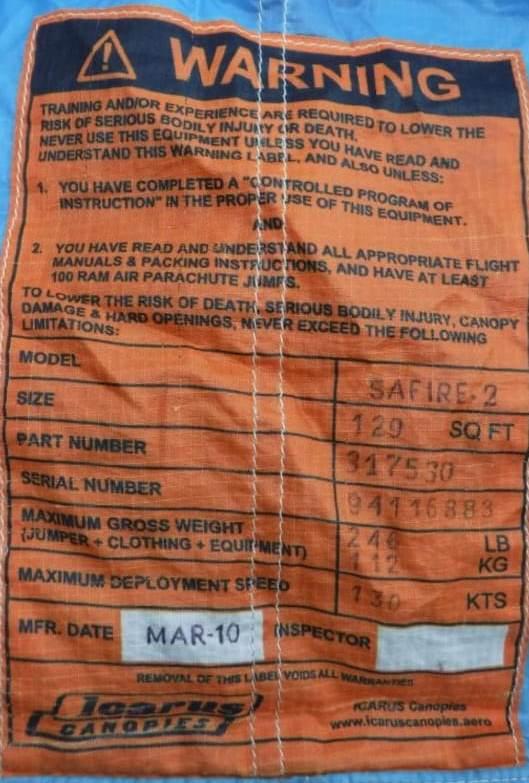 WARNING
TRAINING AND/OR EXPERIENCE ARE REQUIRED TO LOWER THE
RISK OF SERIOUS BODILY INJURY OR DEATH.
NEVER USE THIS EQUIPMENT UNLESS YOU HAVE READ AND
UNDERSTAND THIS WARNING LABEL, AND ALSO UNLESS:
1. YOU HAVE COMPLETED A "CONTROLLED PROGRAM OF
INSTRUCTION" IN THE PROPER USE OF THIS EQUIPMENT.
AND
2. YOU HAVE READ AND UNDERSTAND ALL APPROPRIATE FLIGHT
MANUALS & PACKING INSTRUCTIONS, AND HAVE AT LEAST
100 RAM AIR PARACHUTE JUMPS.
TO LOWER THE RISK OF DEATH, SERIOUS BODILY INJURY, CANOPY
DAMAGE & HARD OPENINGS, NEVER EXCEED THE FOLLOWING
LIMITATIONS:
MODEL SAFIRE-2
SIZE 129 SQ FT
PART NUMBER 317530
SERIAL NUMBER 94116883
MAXIMUM GROSS WEIGHT 246 LB
(JUMPER + CLOTHING + EQUIPMENT) 112 KG
MAXIMUM DEPLOYMENT SPEED 130 KTS
MFR. DATE MAR-10 INSPECTOR
REMOVAL OF THIS LABEL VOIDS ALL WARRANTIES
Icarus ICARUS Canopies
CANOPIES www.icaruscanopies.aero